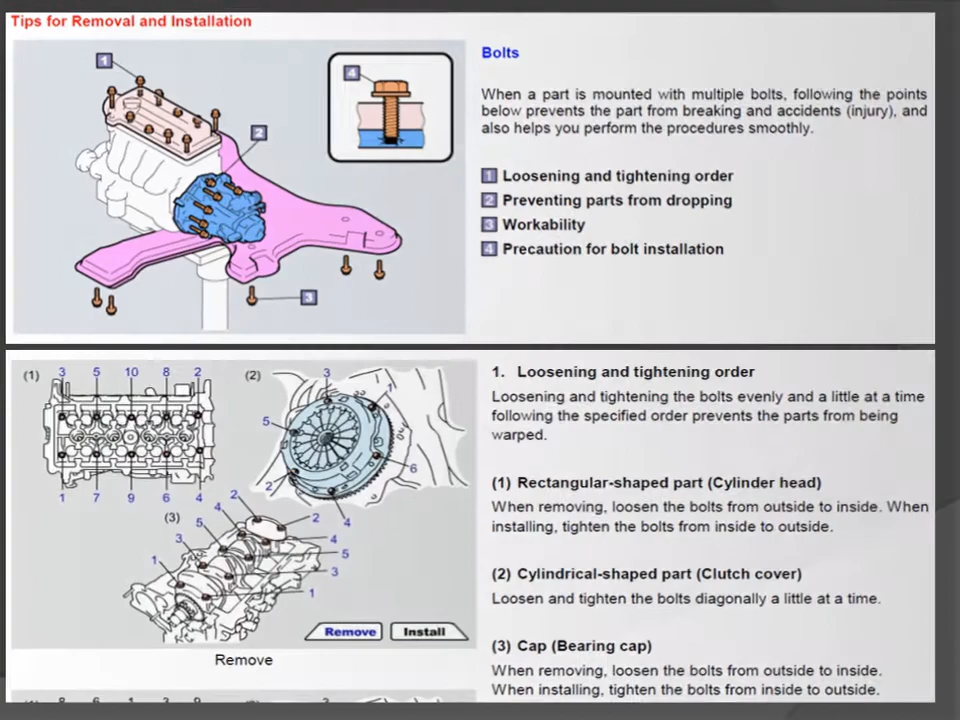 Tips for Removal and Installation
1
2
3
4
Bolts
When a part is mounted with multiple bolts, following the points
below prevents the part from breaking and accidents (injury), and
also helps you perform the procedures smoothly.
1 Loosening and tightening order
2 Preventing parts from dropping
3 Workability
4 Precaution for bolt installation
(1) 3 5 10 8 2
1 7 9 6 4
(2) 3 1
5
6
2
4
(3) 2
4 2
5 4
3 5
1 3
1
Remove Install
Remove
1. Loosening and tightening order
Loosening and tightening the bolts evenly and a little at a time
following the specified order prevents the parts from being
warped.
(1) Rectangular-shaped part (Cylinder head)
When removing, loosen the bolts from outside to inside. When
installing, tighten the bolts from inside to outside.
(2) Cylindrical-shaped part (Clutch cover)
Loosen and tighten the bolts diagonally a little at a time.
(3) Cap (Bearing cap)
When removing, loosen the bolts from outside to inside.
When installing, tighten the bolts from inside to outside.